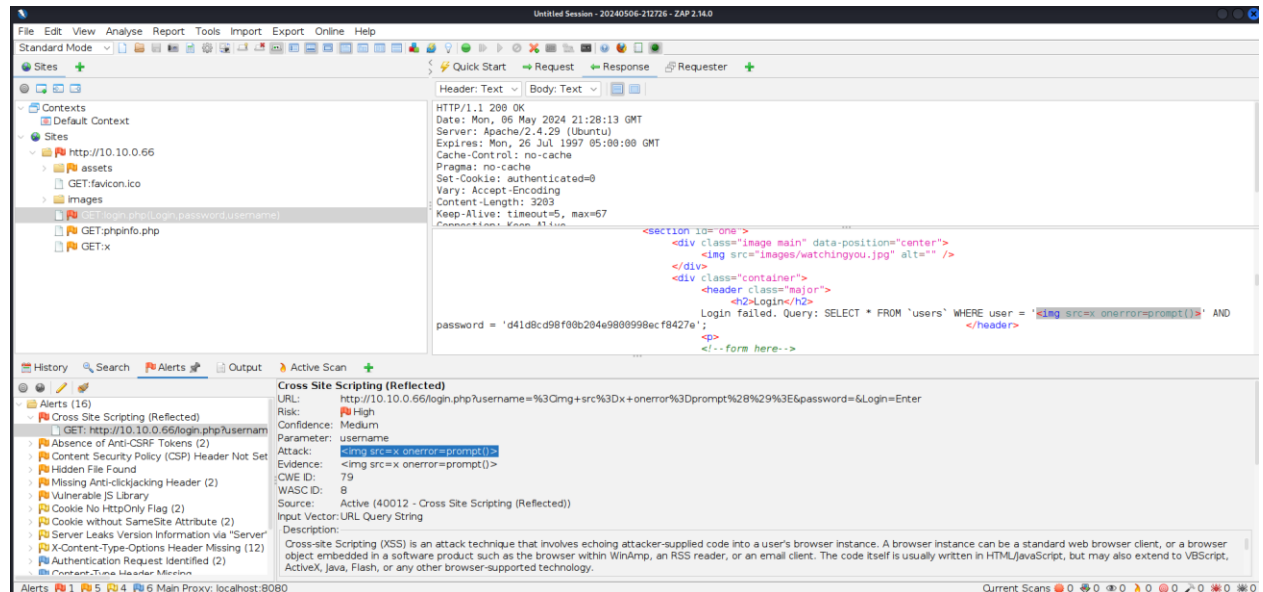 Untitled Session - 20240506-212726 - ZAP 2.14.0
File Edit View Analyse Report Tools Import Export Online Help
Standard Mode
Sites
Quick Start Request Response Requester
Header: Text Body: Text
Contexts
Default Context
Sites
http://10.10.0.66
assets
GET:favicon.ico
images
GET:login.php(Login,password,username)
GET:phpinfo.php
GET:x
HTTP/1.1 200 OK
Date: Mon, 06 May 2024 21:28:13 GMT
Server: Apache/2.4.29 (Ubuntu)
Expires: Mon, 26 Jul 1997 05:00:00 GMT
Cache-Control: no-cache
Pragma: no-cache
Set-Cookie: authenticated=0
Vary: Accept-Encoding
Content-Length: 3203
Keep-Alive: timeout=5, max=67
Connection: Keep-Alive
<section id="one">
<div class="image main" data-position="center">
<img src="images/watchingyou.jpg" alt="" />
</div>
<div class="container">
<header class="major">
<h2>Login</h2>
Login failed. Query: SELECT * FROM `users` WHERE user = '<img src=x onerror=prompt()>' AND
password = 'd41d8cd98f00b204e9800998ecf8427e'; </header>
<p>
<!--form here-->
History Search Alerts Output Active Scan
Alerts (16)
Cross Site Scripting (Reflected)
GET: http://10.10.0.66/login.php?usernam
Absence of Anti-CSRF Tokens (2)
Content Security Policy (CSP) Header Not Set
Hidden File Found
Missing Anti-clickjacking Header (2)
Vulnerable JS Library
Cookie No HttpOnly Flag (2)
Cookie without SameSite Attribute (2)
Server Leaks Version Information via "Server"
X-Content-Type-Options Header Missing (12)
Authentication Request Identified (2)
Content-Type Header Missing
Cross Site Scripting (Reflected)
URL: http://10.10.0.66/login.php?username=%3Cimg+src%3Dx+onerror%3Dprompt%28%29%3E&password=&Login=Enter
Risk: High
Confidence: Medium
Parameter: username
Attack: <img src=x onerror=prompt()>
Evidence: <img src=x onerror=prompt()>
CWE ID: 79
WASC ID: 8
Source: Active (40012 - Cross Site Scripting (Reflected))
Input Vector: URL Query String
Description:
Cross-site Scripting (XSS) is an attack technique that involves echoing attacker-supplied code into a user's browser instance. A browser instance can be a standard web browser client, or a browser
object embedded in a software product such as the browser within WinAmp, an RSS reader, or an email client. The code itself is usually written in HTML/JavaScript, but may also extend to VBScript,
ActiveX, Java, Flash, or any other browser-supported technology.
Alerts 1 5 4 6 Main Proxy: localhost:8080 Current Scans 0 0 0 0 0 0 0 0